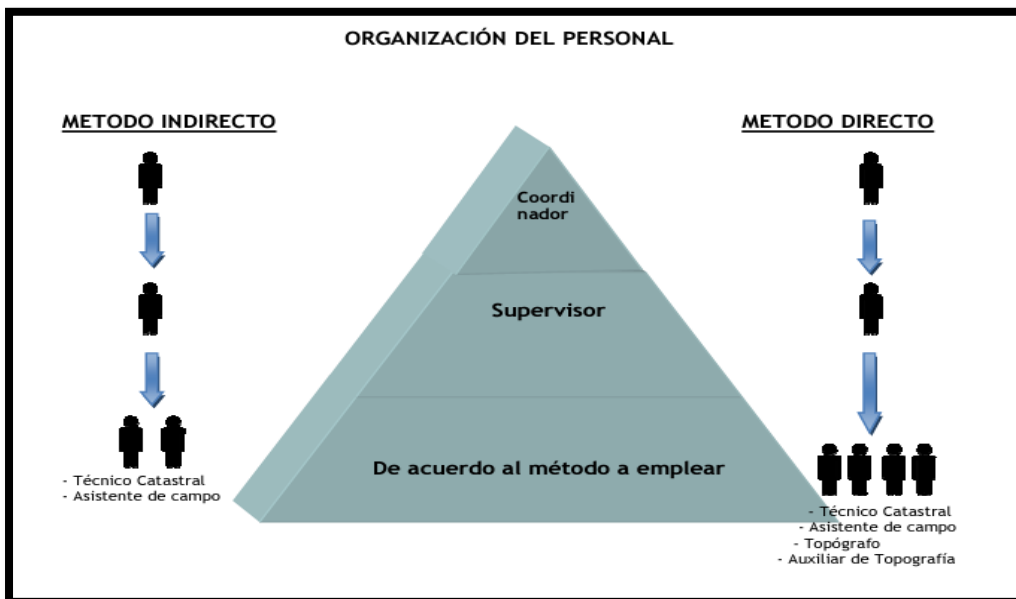 ORGANIZACIÓN DEL PERSONAL
METODO INDIRECTO
METODO DIRECTO
Coordi
nador
Supervisor
De acuerdo al método a emplear
- Técnico Catastral
- Asistente de campo
- Técnico Catastral
- Asistente de campo
- Topógrafo
- Auxiliar de Topografía